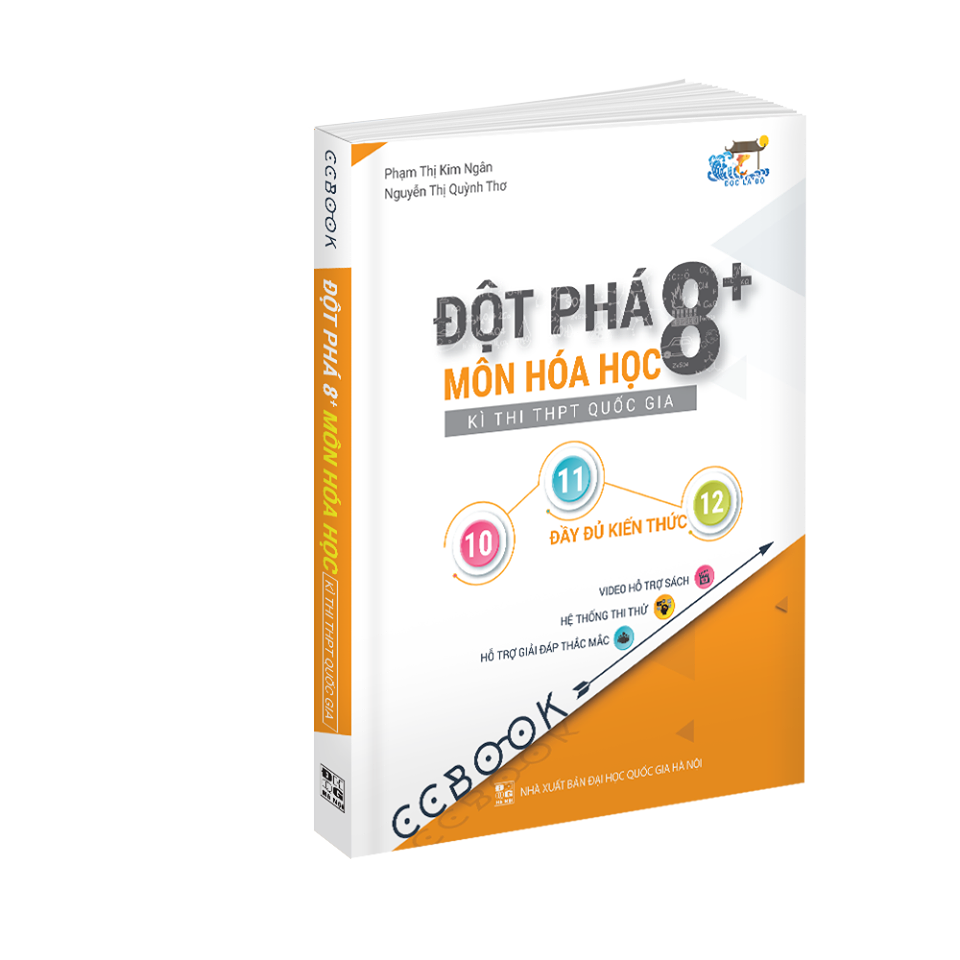 CCBOOK
ĐỘT PHÁ 8+ MÔN HÓA HỌC
KÌ THI THPT QUỐC GIA
HÀ NỘI
Phạm Thị Kim Ngân
Nguyễn Thị Quỳnh Thơ
ĐỌC LÀ ĐỖ
ĐỘT PHÁ 8+
MÔN HÓA HỌC
KÌ THI THPT QUỐC GIA
10
11
12
ĐẦY ĐỦ KIẾN THỨC
VIDEO HỖ TRỢ SÁCH
HỆ THỐNG THI THỬ
HỖ TRỢ GIẢI ĐÁP THẮC MẮC
CCBOOK
NHÀ XUẤT BẢN ĐẠI HỌC QUỐC GIA HÀ NỘI